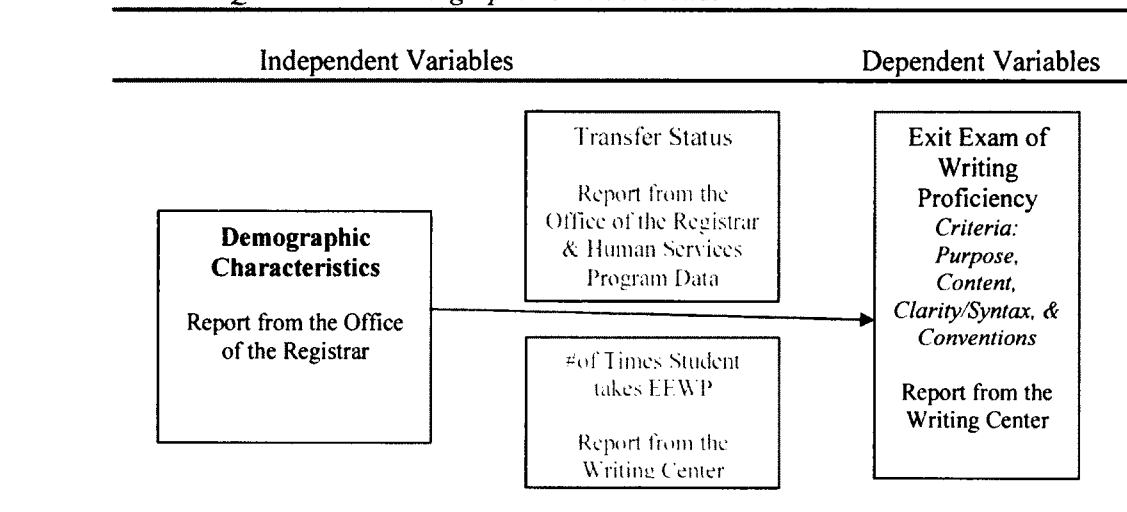 Independent Variables
Dependent Variables
Demographic
Characteristics
Report from the Office
of the Registrar
Transfer Status
Report from the
Office of the Registrar
& Human Services
Program Data
#of Times Student
takes EEWP
Report from the
Writing Center
Exit Exam of
Writing
Proficiency
Criteria:
Purpose,
Content,
Clarity/Syntax, &
Conventions
Report from the
Writing Center